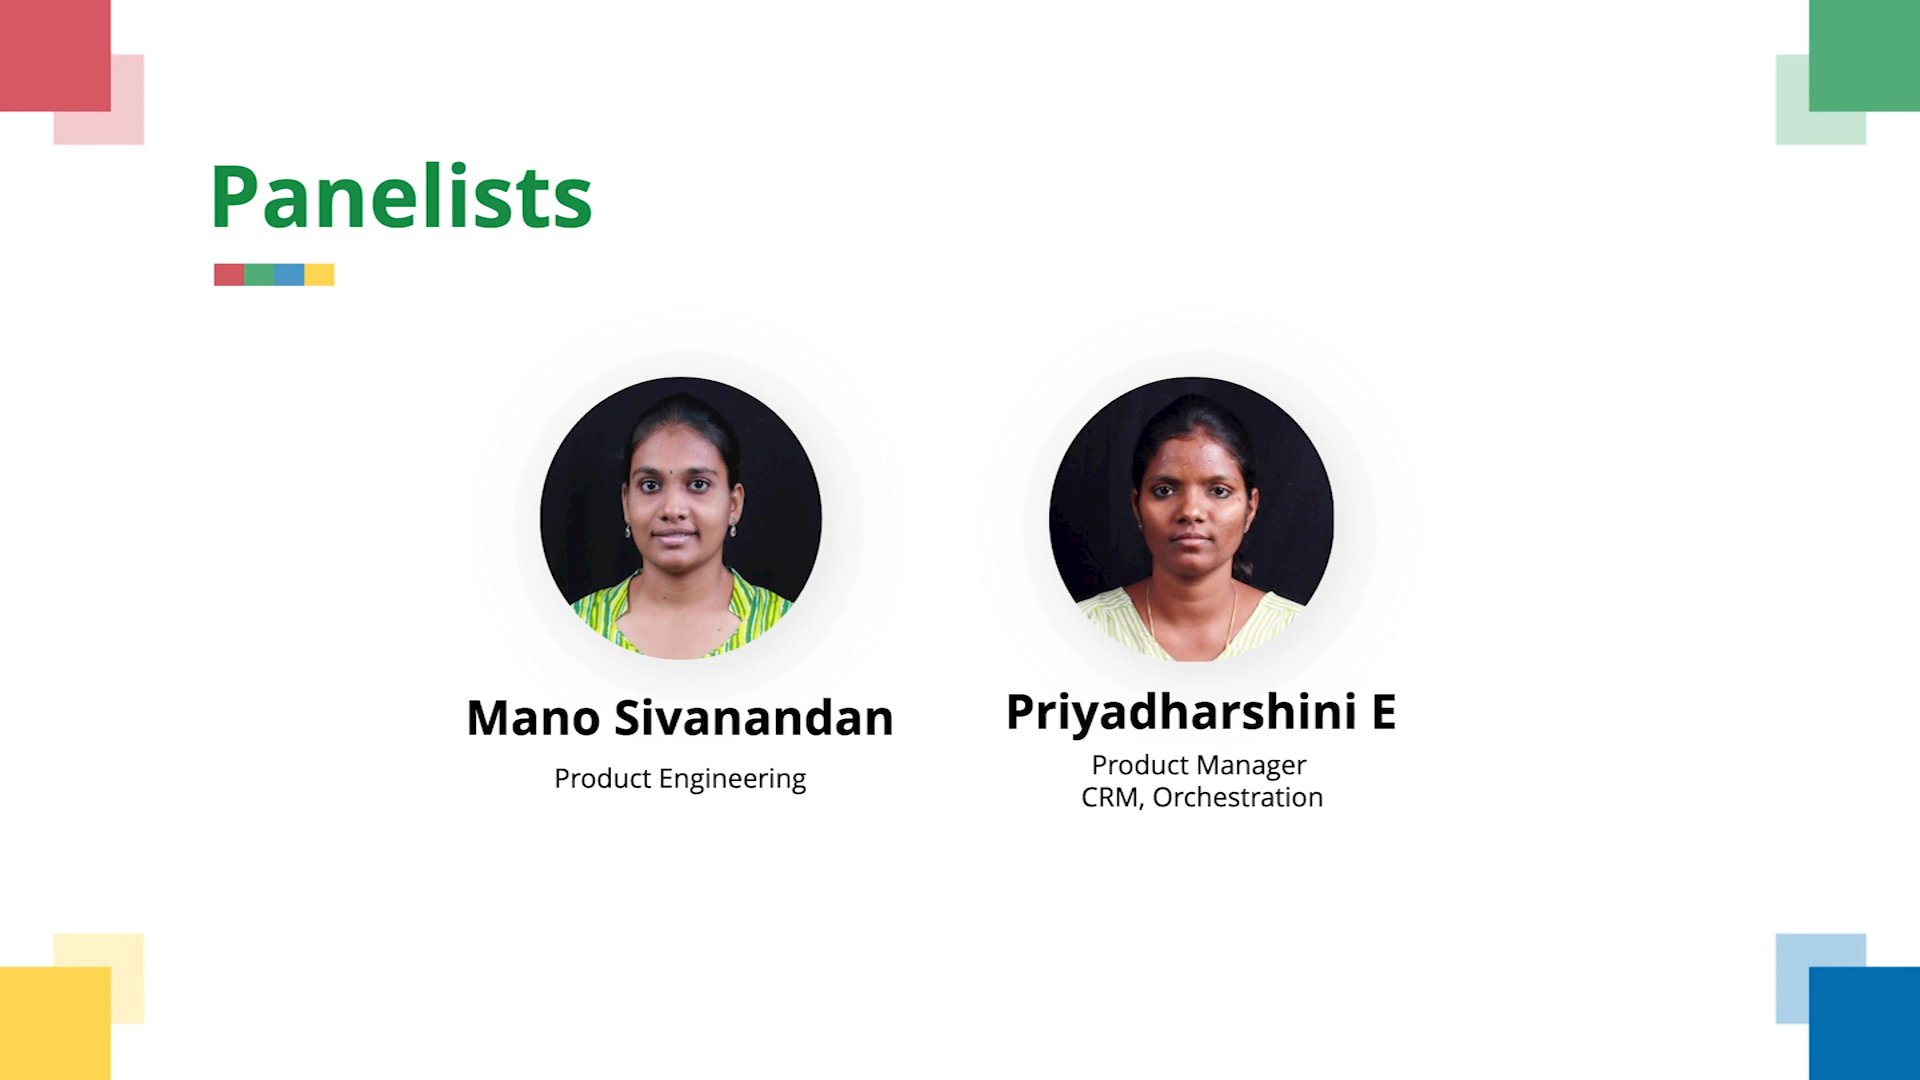 Panelists
Mano Sivanandan
Product Engineering
Priyadharshini E
Product Manager
CRM, Orchestration